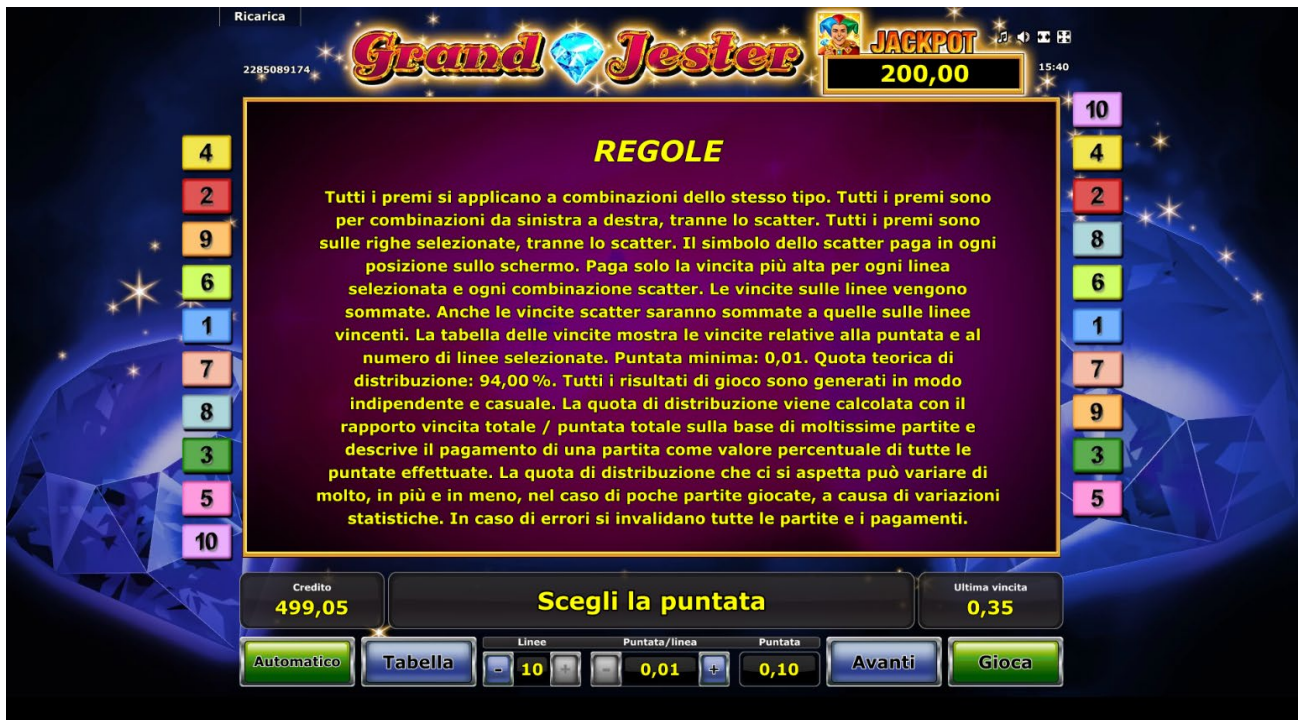 Ricarica
Grand Jester
JACKPOT
200,00
2285089174
15:40
10
4
2
9
6
1
7
8
3
5
10
4
2
8
6
1
7
9
3
5
REGOLE
Tutti i premi si applicano a combinazioni dello stesso tipo. Tutti i premi sono
per combinazioni da sinistra a destra, tranne lo scatter. Tutti i premi sono
sulle righe selezionate, tranne lo scatter. Il simbolo dello scatter paga in ogni
posizione sullo schermo. Paga solo la vincita più alta per ogni linea
selezionata e ogni combinazione scatter. Le vincite sulle linee vengono
sommate. Anche le vincite scatter saranno sommate a quelle sulle linee
vincenti. La tabella delle vincite mostra le vincite relative alla puntata e al
numero di linee selezionate. Puntata minima: 0,01. Quota teorica di
distribuzione: 94,00 %. Tutti i risultati di gioco sono generati in modo
indipendente e casuale. La quota di distribuzione viene calcolata con il
rapporto vincita totale / puntata totale sulla base di moltissime partite e
descrive il pagamento di una partita come valore percentuale di tutte le
puntate effettuate. La quota di distribuzione che ci si aspetta può variare di
molto, in più e in meno, nel caso di poche partite giocate, a causa di variazioni
statistiche. In caso di errori si invalidano tutte le partite e i pagamenti.
Credito
499,05
Scegli la puntata
Ultima vincita
0,35
Automatico
Tabella
Linee
- 10 +
Puntata/linea
- 0,01 +
Puntata
0,10
Avanti
Gioca